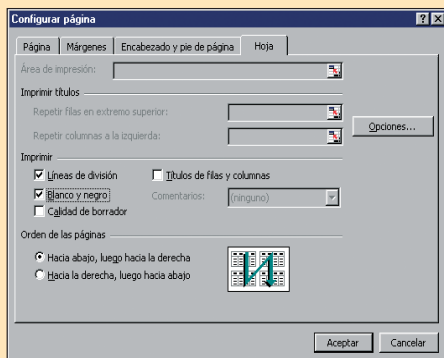 Configurar página
Página Márgenes Encabezado y pie de página Hoja
Área de impresión:
Imprimir títulos
Repetir filas en extremo superior:
Repetir columnas a la izquierda:
Opciones...
Imprimir
Líneas de división Títulos de filas y columnas
Blanco y negro Comentarios: (ninguno)
Calidad de borrador
Orden de las páginas
Hacia abajo, luego hacia la derecha
Hacia la derecha, luego hacia abajo
Aceptar Cancelar